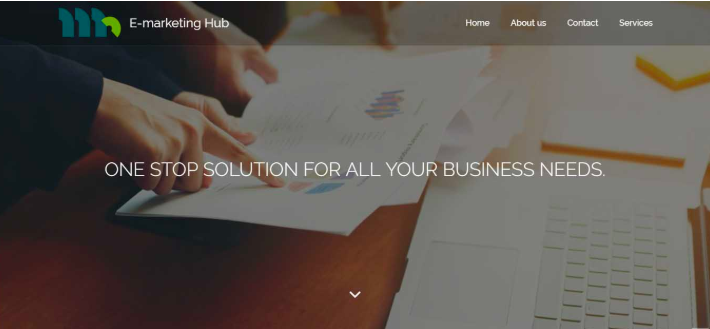 E-marketing Hub
Home About us Contact Services
ONE STOP SOLUTION FOR ALL YOUR BUSINESS NEEDS.